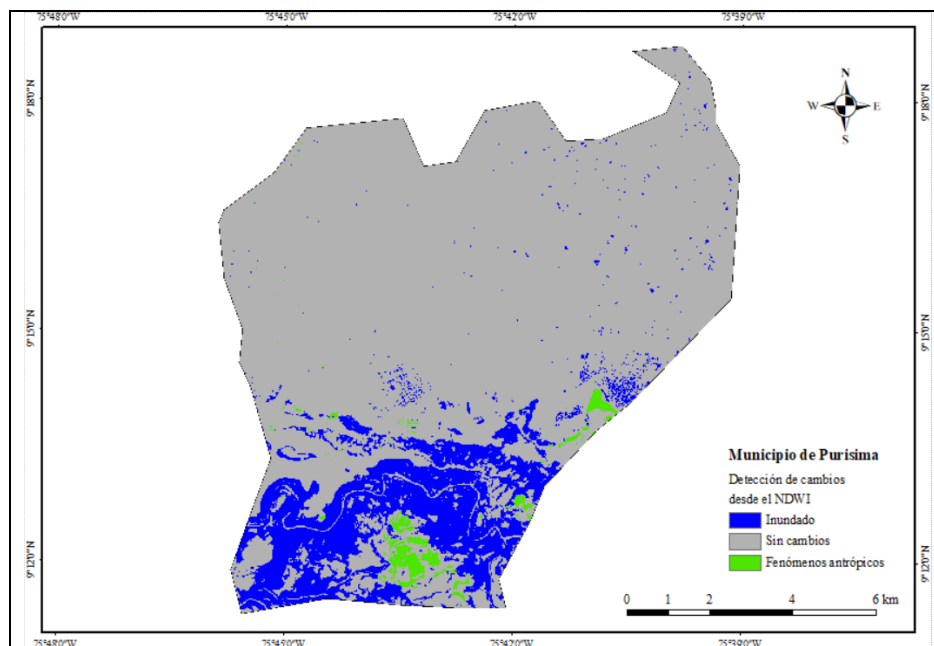 75°48'0"W 75°45'0"W 75°42'0"W 75°39'0"W
N
W E
S
9°18'0"N 9°18'0"N
9°15'0"N 9°15'0"N
9°12'0"N 9°12'0"N
Municipio de Purisima
Detección de cambios
desde el NDWI
Inundado
Sin cambios
Fenómenos antrópicos
0 1 2 4 6 km
75°48'0"W 75°45'0"W 75°42'0"W 75°39'0"W